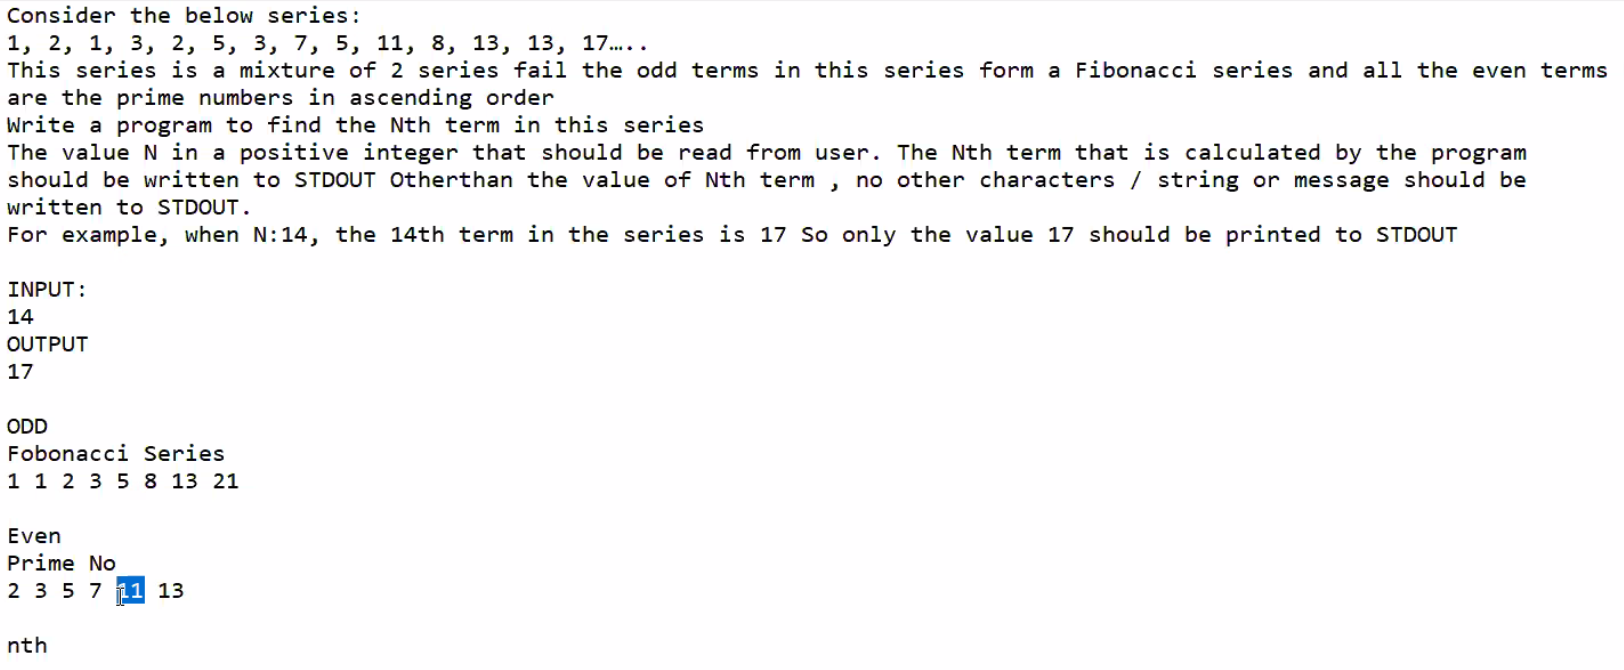 Consider the below series:
1, 2, 1, 3, 2, 5, 3, 7, 5, 11, 8, 13, 13, 17…..
This series is a mixture of 2 series fail the odd terms in this series form a Fibonacci series and all the even terms
are the prime numbers in ascending order
Write a program to find the Nth term in this series
The value N in a positive integer that should be read from user. The Nth term that is calculated by the program
should be written to STDOUT Otherthan the value of Nth term , no other characters / string or message should be
written to STDOUT.
For example, when N:14, the 14th term in the series is 17 So only the value 17 should be printed to STDOUT
INPUT:
14
OUTPUT
17
ODD
Fobonacci Series
1 1 2 3 5 8 13 21
Even
Prime No
2 3 5 7 11 13
nth